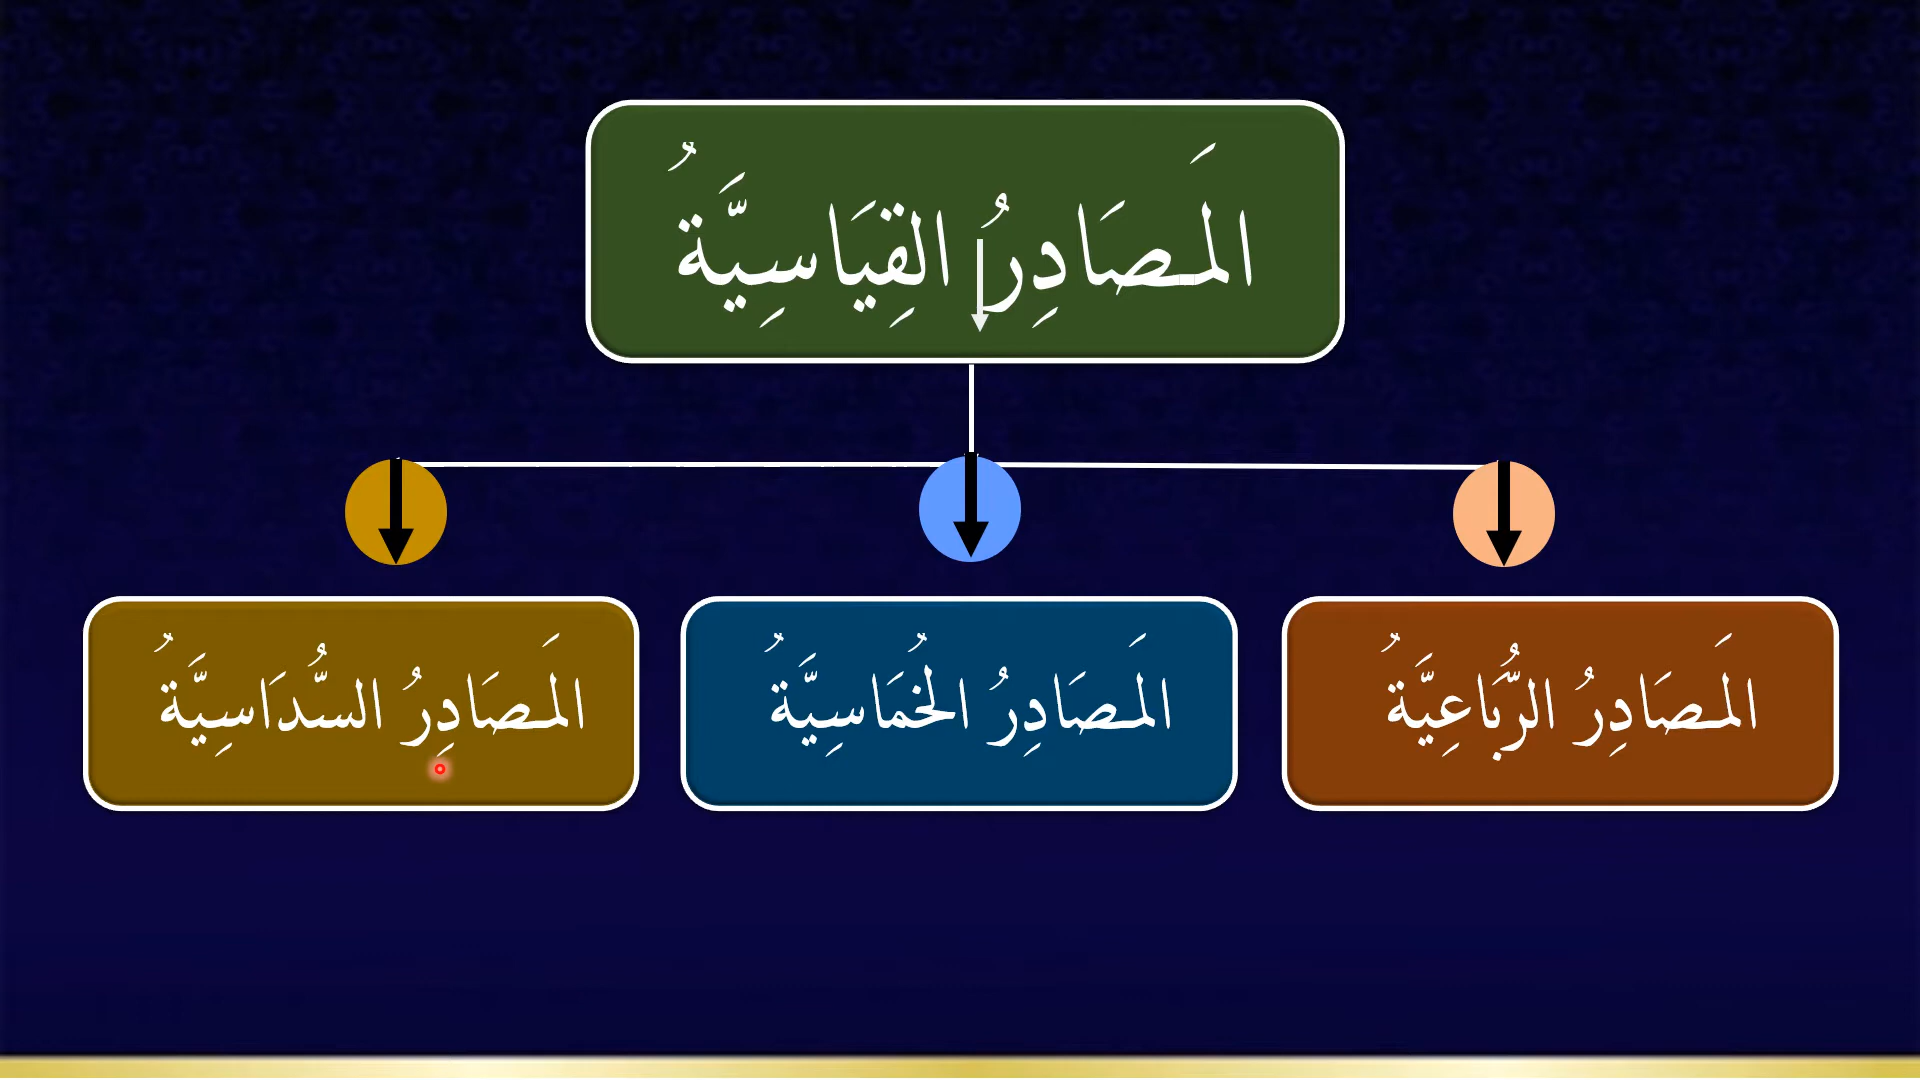 المَصَادِرُ القِيَاسِيَّةُ
المَصَادِرُ الرُّبَاعِيَّةُ
المَصَادِرُ الخُمَاسِيَّةُ
المَصَادِرُ السُّدَاسِيَّةُ